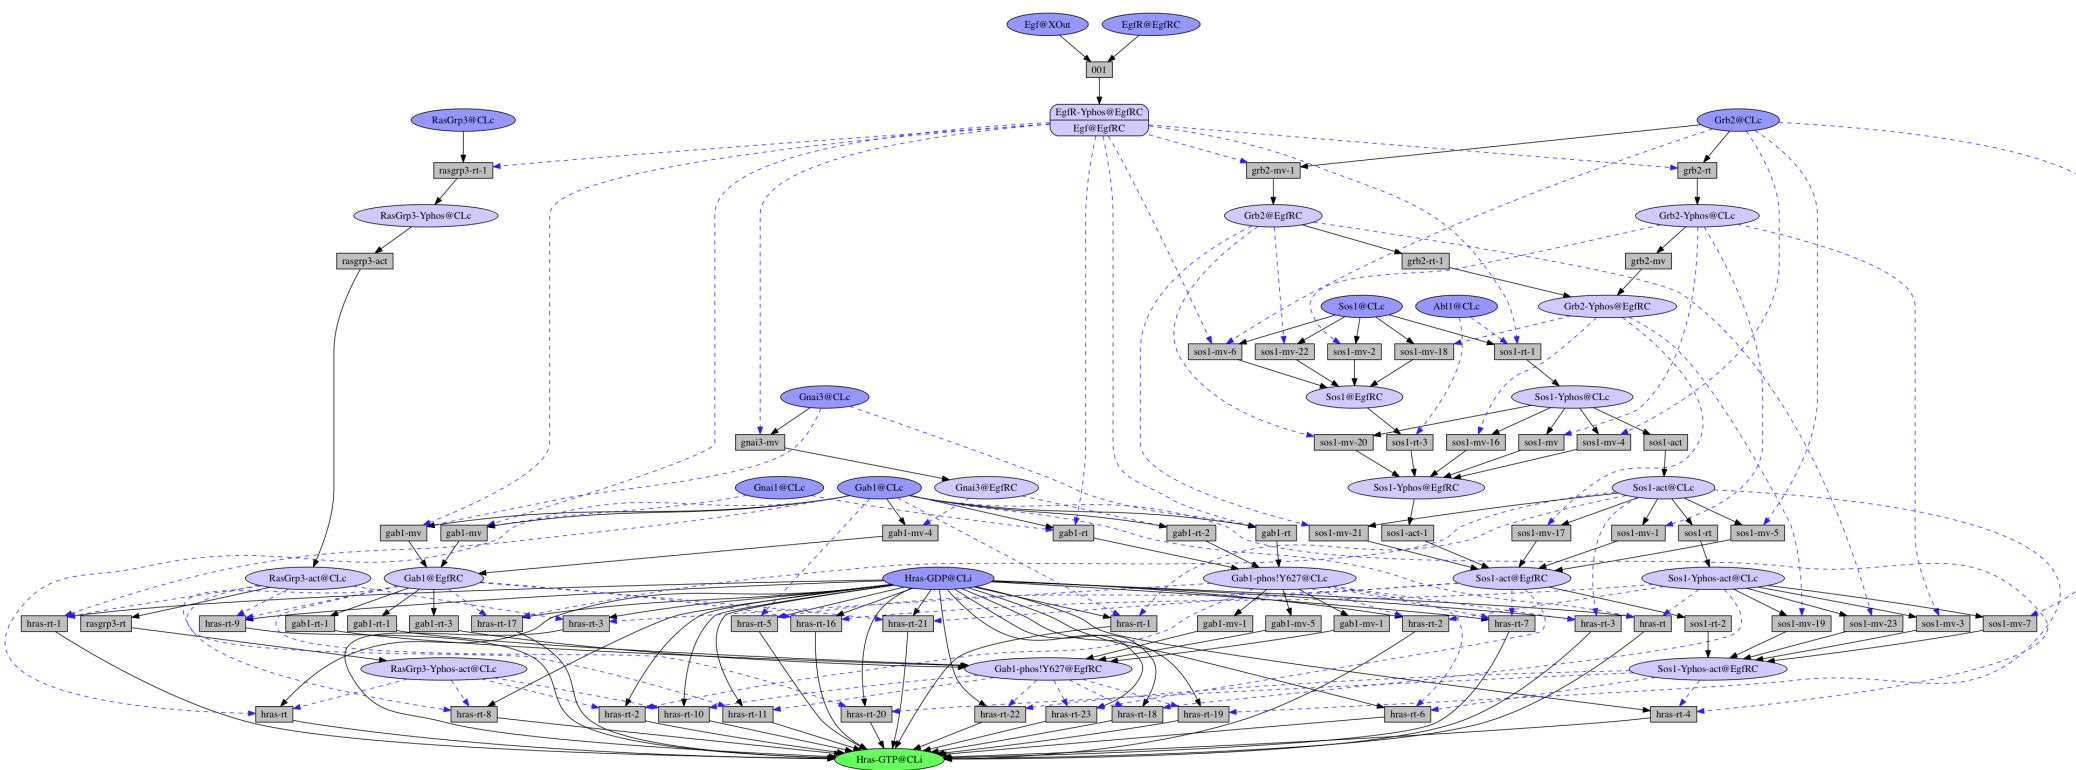 Egf@XOut
EgfR@EgfRC
001
EgfR-Yphos@EgfRC
Egf@EgfRC
RasGrp3@CLc
Grb2@CLc
rasgrp3-rt-1
grb2-mv-1
grb2-rt
RasGrp3-Yphos@CLc
Grb2@EgfRC
Grb2-Yphos@CLc
rasgrp3-act
grb2-rt-1
grb2-mv
Sos1@CLc
Abl1@CLc
Grb2-Yphos@EgfRC
sos1-mv-6
sos1-mv-22
sos1-mv-2
sos1-mv-18
sos1-rt-1
Gnai3@CLc
Sos1@EgfRC
Sos1-Yphos@CLc
gnai3-mv
sos1-mv-20
sos1-rt-3
sos1-mv-16
sos1-mv
sos1-mv-4
sos1-act
Gnai1@CLc
Gab1@CLc
Gnai3@EgfRC
Sos1-Yphos@EgfRC
Sos1-act@CLc
gab1-mv
gab1-mv
gab1-mv-4
gab1-rt
gab1-rt-2
gab1-rt
sos1-mv-21
sos1-act-1
sos1-mv-17
sos1-mv-1
sos1-rt
sos1-mv-5
RasGrp3-act@CLc
Gab1@EgfRC
Hras-GDP@CLi
Gab1-phos!Y627@CLc
Sos1-act@EgfRC
Sos1-Yphos-act@CLc
hras-rt-1
rasgrp3-rt
hras-rt-9
gab1-rt-1
gab1-rt-1
gab1-rt-3
hras-rt-17
hras-rt-3
hras-rt-5
hras-rt-16
hras-rt-21
hras-rt-1
gab1-mv-1
gab1-mv-5
gab1-mv-1
hras-rt-2
hras-rt-7
hras-rt-3
hras-rt
sos1-rt-2
sos1-mv-19
sos1-mv-23
sos1-mv-3
sos1-mv-7
RasGrp3-Yphos-act@CLc
Gab1-phos!Y627@EgfRC
Sos1-Yphos-act@EgfRC
hras-rt
hras-rt-8
hras-rt-2
hras-rt-10
hras-rt-11
hras-rt-20
hras-rt-22
hras-rt-23
hras-rt-18
hras-rt-19
hras-rt-6
hras-rt-4
Hras-GTP@CLi